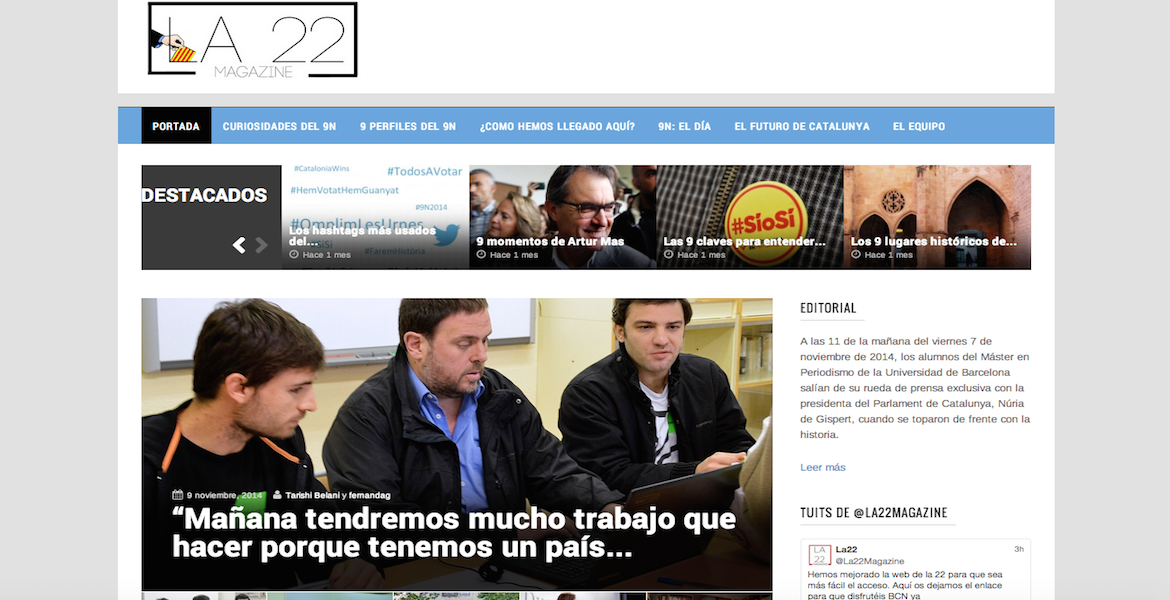 LA 22
MAGAZINE
PORTADA CURIOSIDADES DEL 9N 9 PERFILES DEL 9N ¿CÓMO HEMOS LLEGADO AQUÍ? 9N: EL DÍA EL FUTURO DE CATALUNYA EL EQUIPO
DESTACADOS
#CataloniaWins
#TodosAVotar
#HemVotatHemGuanyat
#9N2014
#OmplimLesUrnes
#FaremHistòria
Los hashtags más usados
del...
Hace 1 mes
9 momentos de Artur Mas
Hace 1 mes
#SíoSí
Las 9 claves para entender...
Hace 1 mes
Los 9 lugares históricos de...
Hace 1 mes
9 noviembre, 2014 Tarishi Belani y fernandag
“Mañana tendremos mucho trabajo que
hacer porque tenemos un país...
EDITORIAL
A las 11 de la mañana del viernes 7 de
noviembre de 2014, los alumnos del Máster en
Periodismo de la Universidad de Barcelona
salían de su rueda de prensa exclusiva con la
presidenta del Parlament de Catalunya, Núria
de Gispert, cuando se toparon de frente con la
historia.
Leer más
TUITS DE @LA22MAGAZINE
LA
22
La22 3h
@La22Magazine
Hemos mejorado la web de la 22 para que sea
más fácil el acceso. Aquí os dejamos el enlace
para que disfrutéis BCN ya